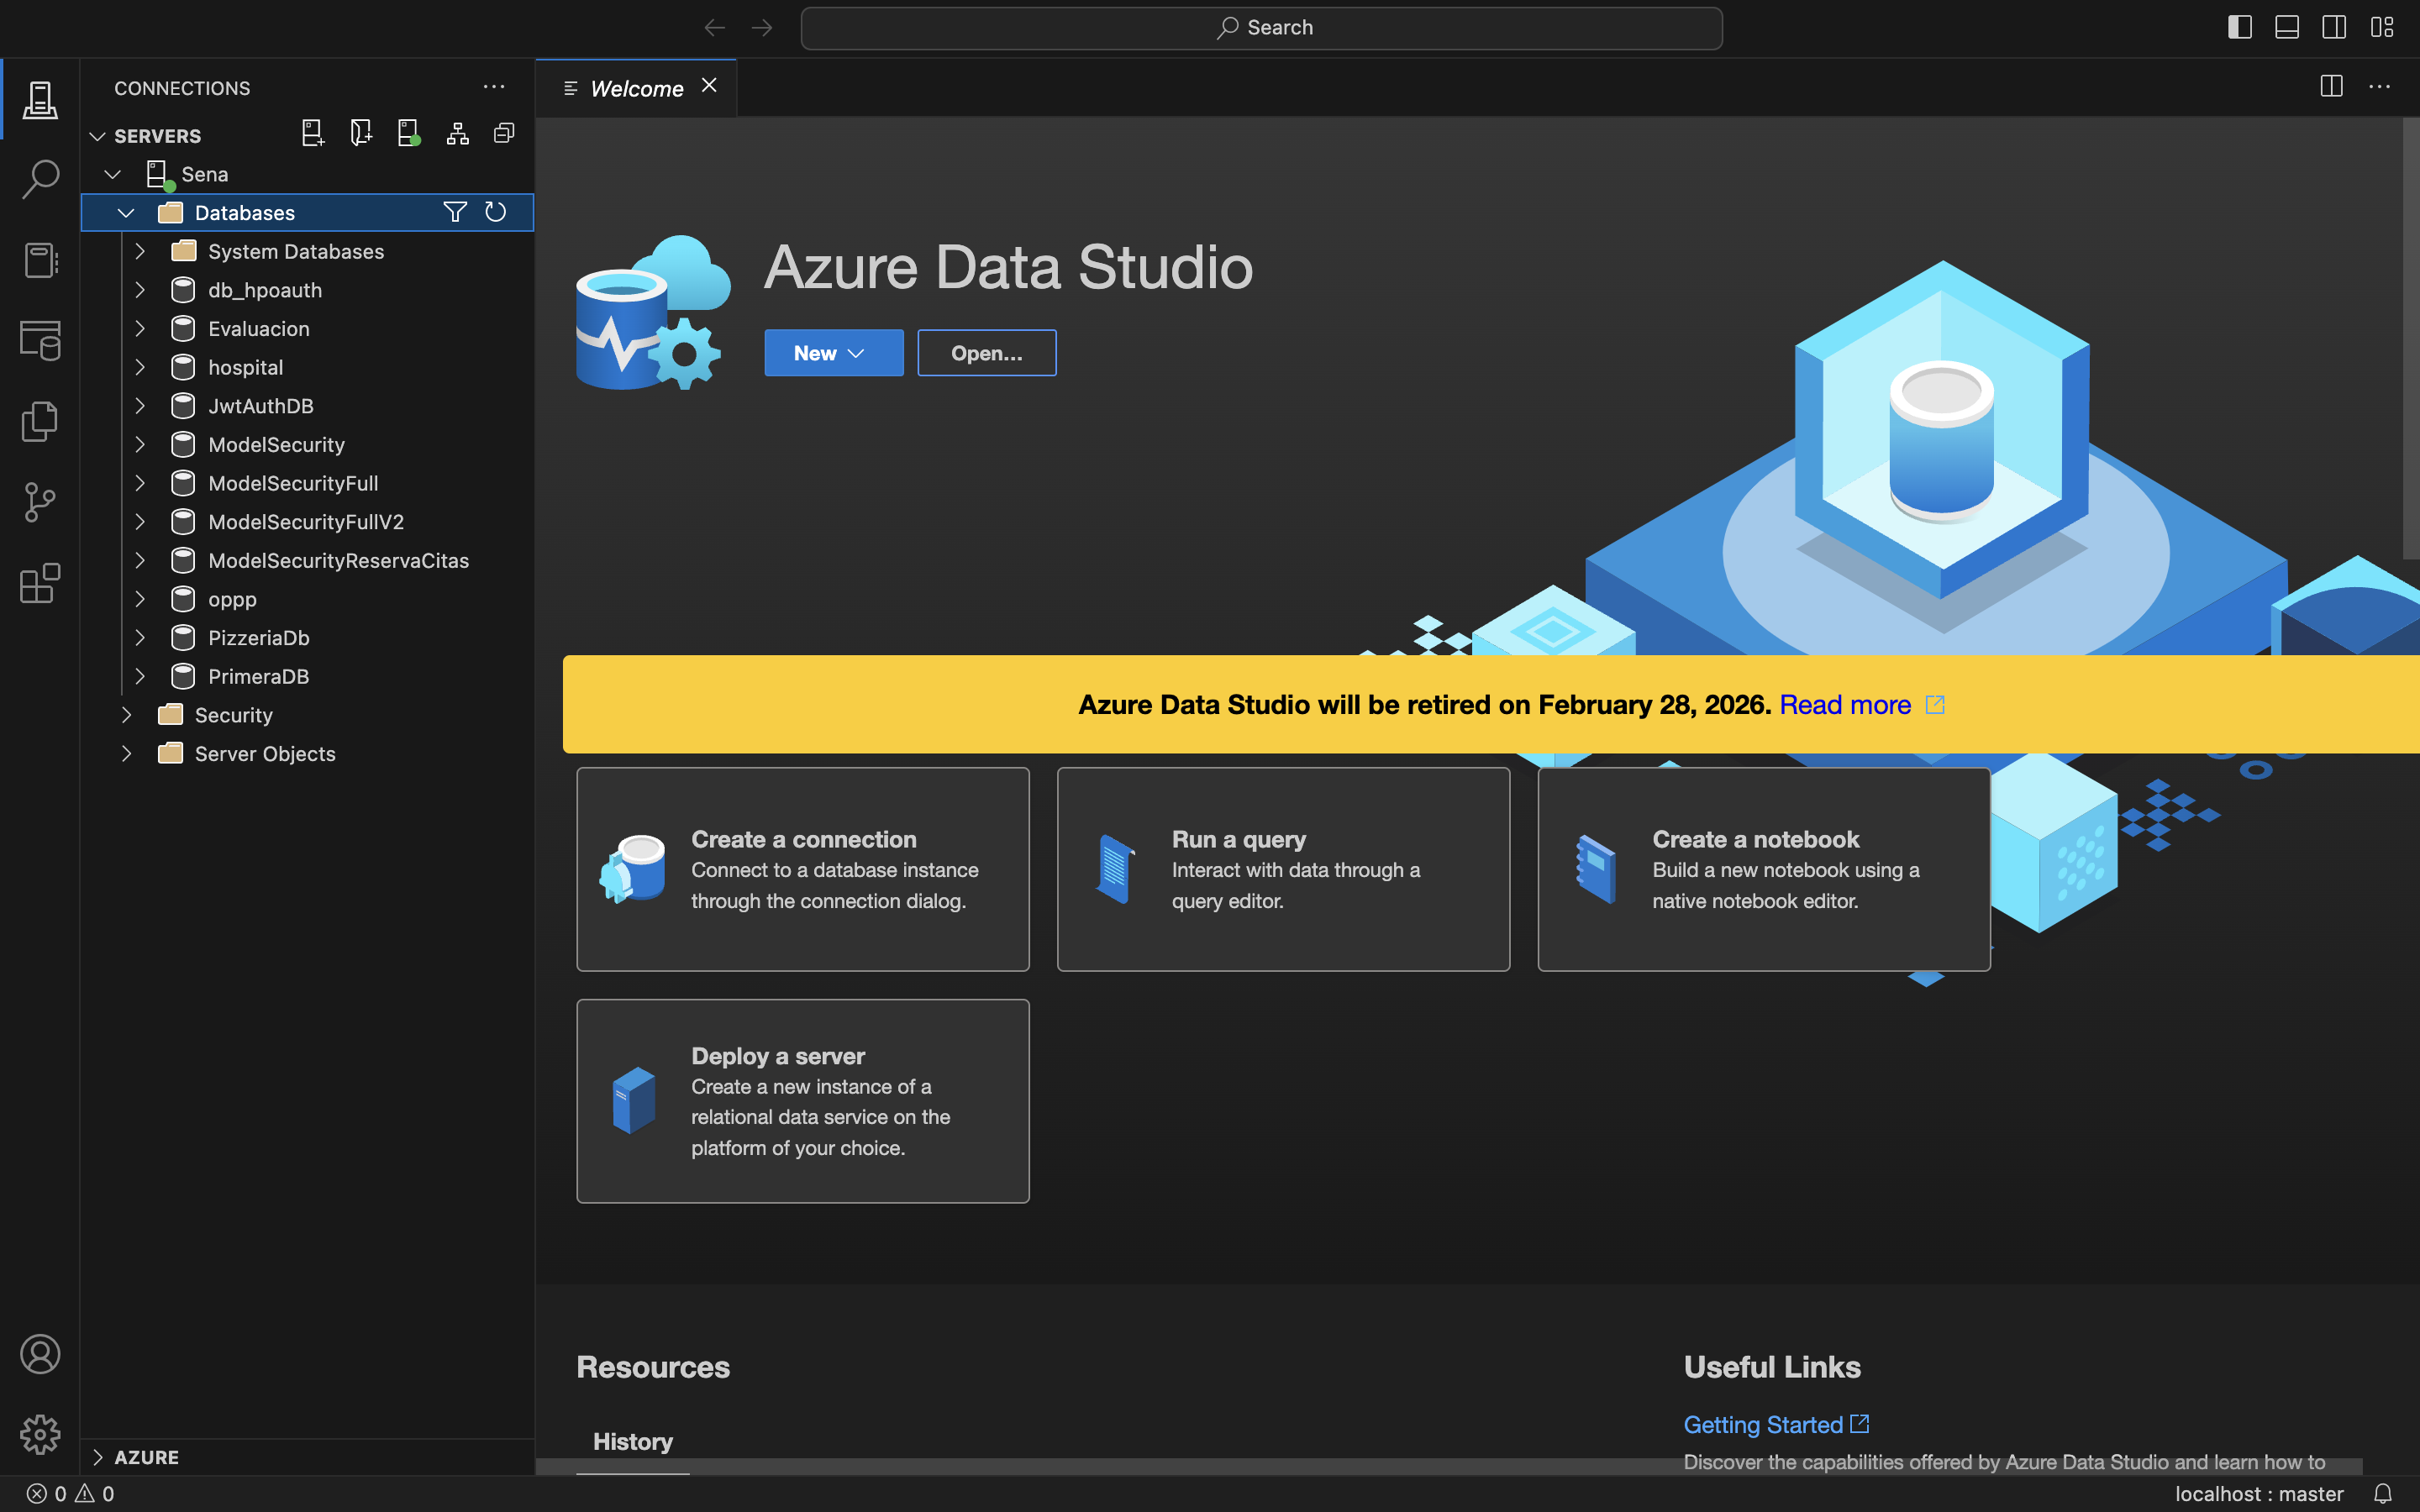 Search
CONNECTIONS
SERVERS
Sena
Databases
System Databases
db_hpoauth
Evaluacion
hospital
JwtAuthDB
ModelSecurity
ModelSecurityFull
ModelSecurityFullV2
ModelSecurityReservaCitas
oppp
PizzeriaDb
PrimeraDB
Security
Server Objects
AZURE
Welcome
Azure Data Studio
New
Open...
Azure Data Studio will be retired on February 28, 2026. Read more
Create a connection
Connect to a database instance
through the connection dialog.
Run a query
Interact with data through a
query editor.
Create a notebook
Build a new notebook using a
native notebook editor.
Deploy a server
Create a new instance of a
relational data service on the
platform of your choice.
Resources
History
Useful Links
Getting Started
Discover the capabilities offered by Azure Data Studio and learn how to
0 0
localhost : master